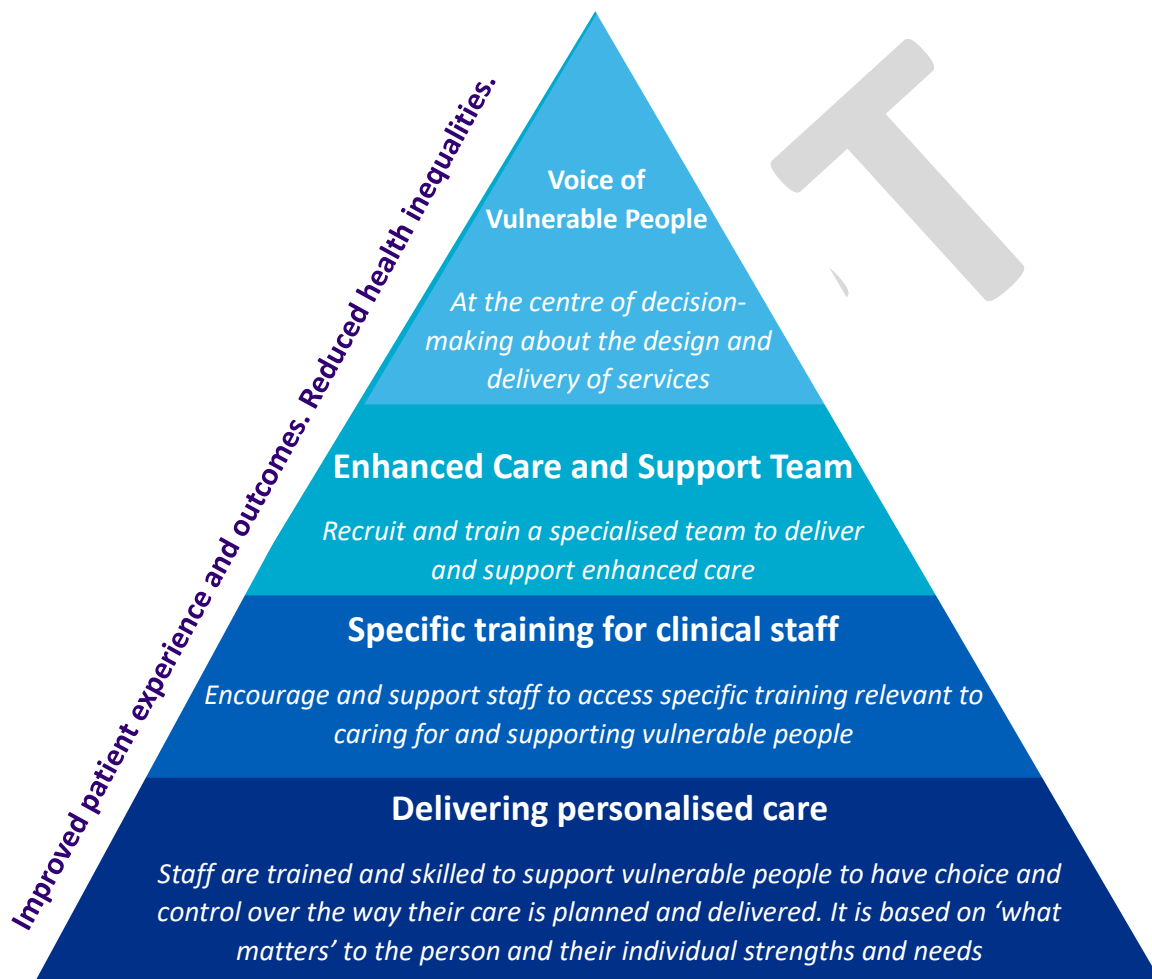 Improved patient experience and outcomes. Reduced health inequalities.
Voice of
Vulnerable People
At the centre of decision-
making about the design and
delivery of services
Enhanced Care and Support Team
Recruit and train a specialised team to deliver
and support enhanced care
Specific training for clinical staff
Encourage and support staff to access specific training relevant to
caring for and supporting vulnerable people
Delivering personalised care
Staff are trained and skilled to support vulnerable people to have choice and
control over the way their care is planned and delivered. It is based on ‘what
matters’ to the person and their individual strengths and needs
T